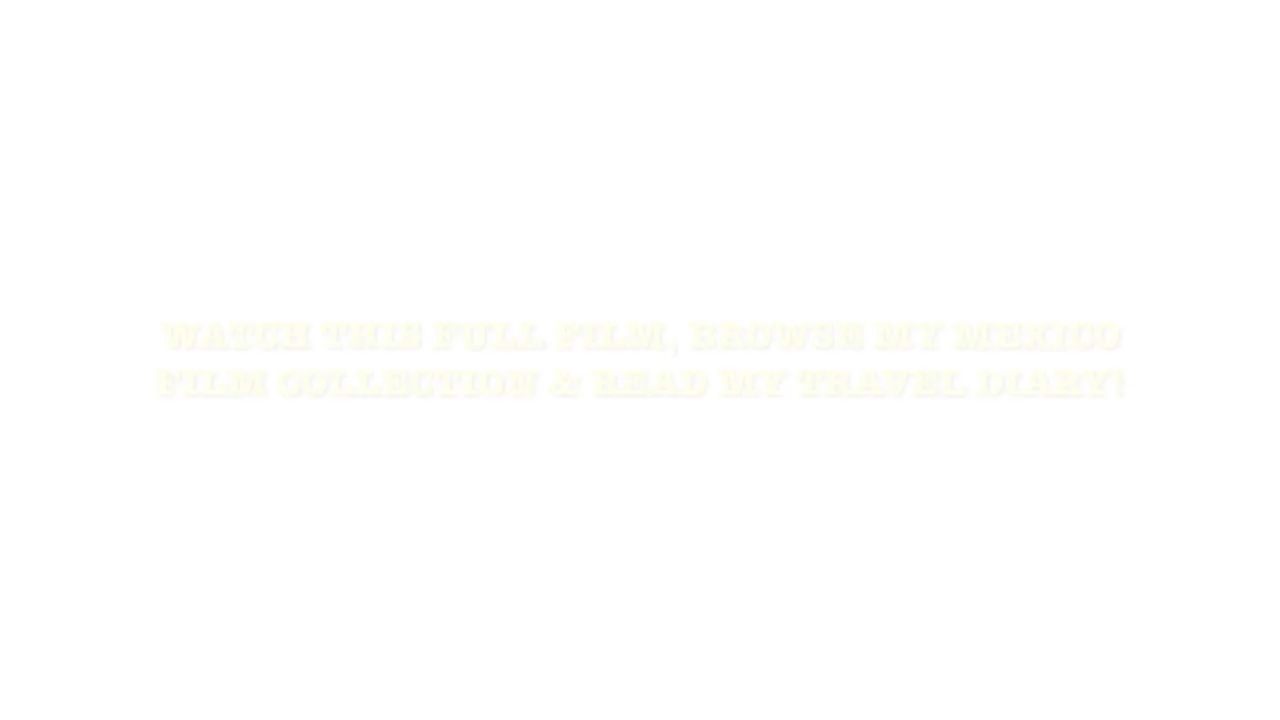 WATCH THIS FULL FILM, BROWSE MY MEXICO
FILM COLLECTION & READ MY TRAVEL DIARY!